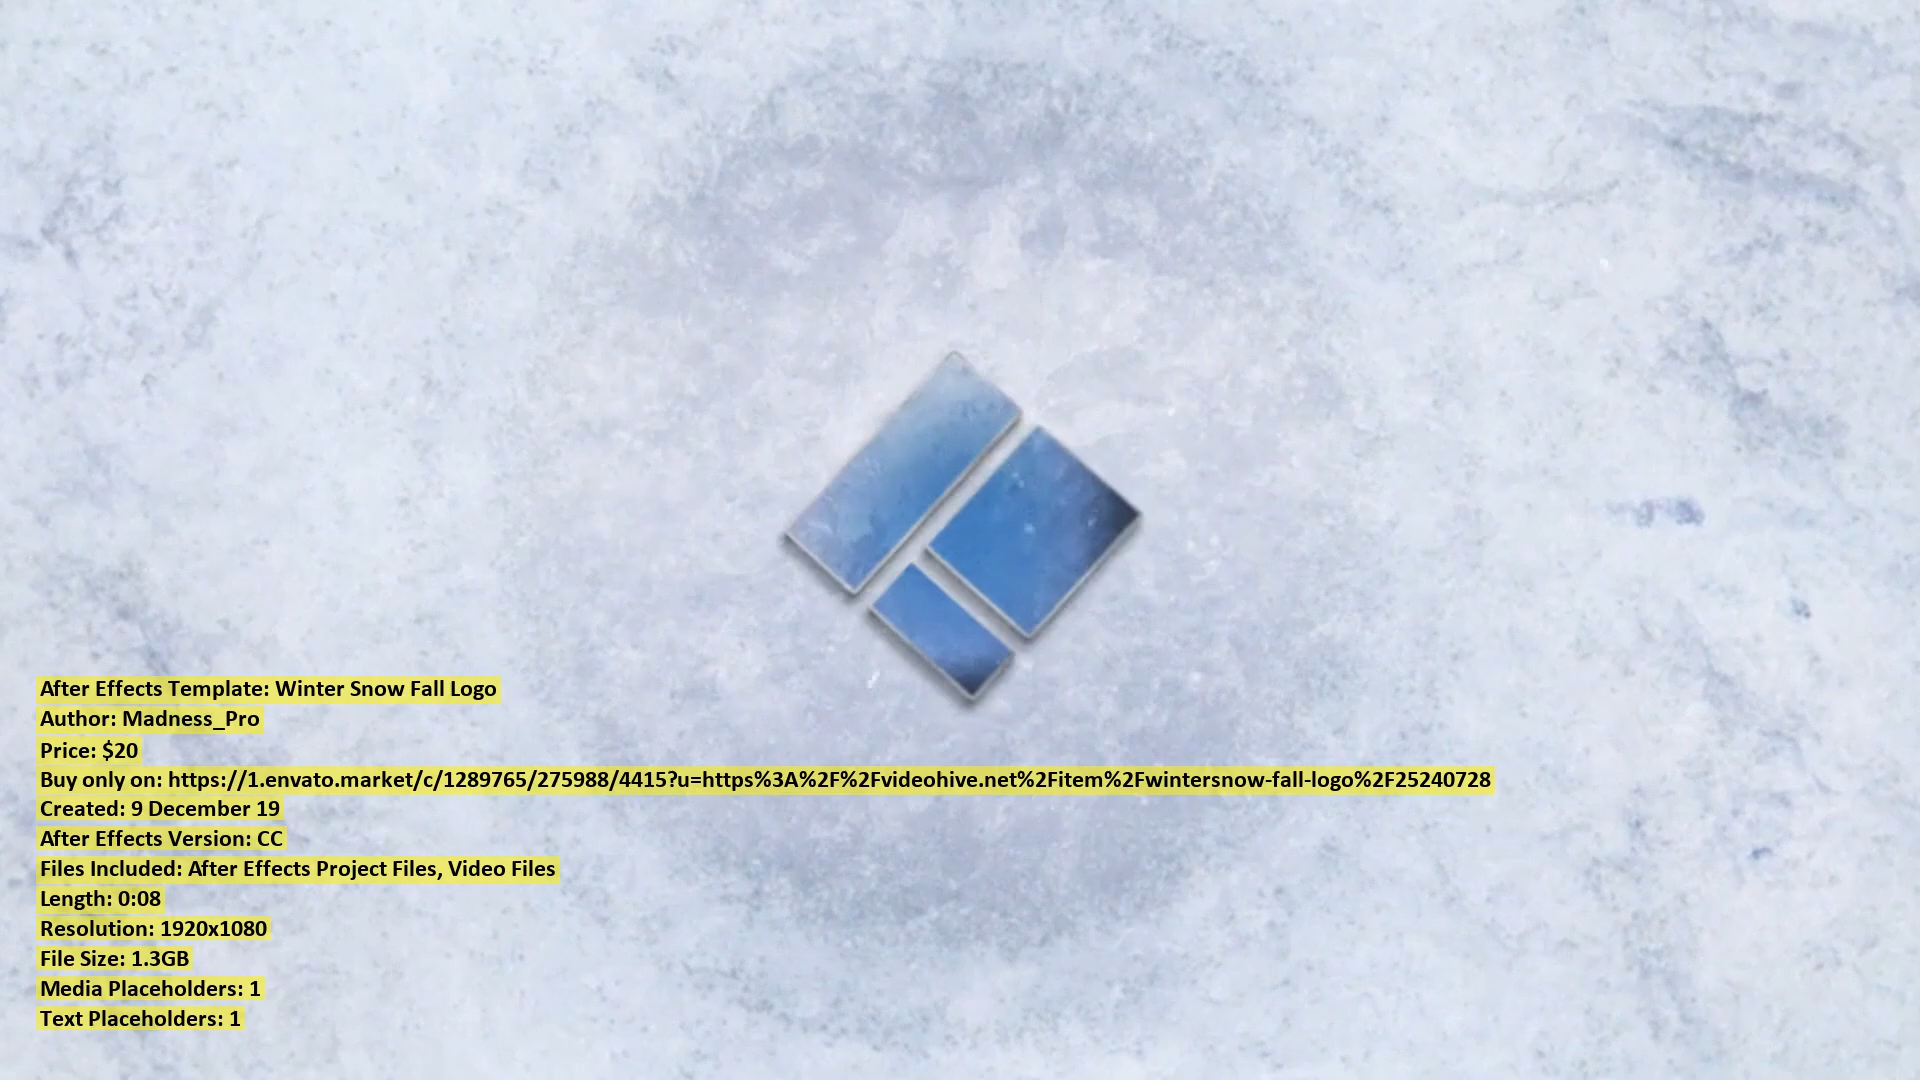 After Effects Template: Winter Snow Fall Logo
Author: Madness_Pro
Price: $20
Buy only on: https://1.envato.market/c/1289765/275988/4415?u=https%3A%2F%2Fvideohive.net%2Fitem%2Fwintersnow-fall-logo%2F25240728
Created: 9 December 19
After Effects Version: CC
Files Included: After Effects Project Files, Video Files
Length: 0:08
Resolution: 1920x1080
File Size: 1.3GB
Media Placeholders: 1
Text Placeholders: 1